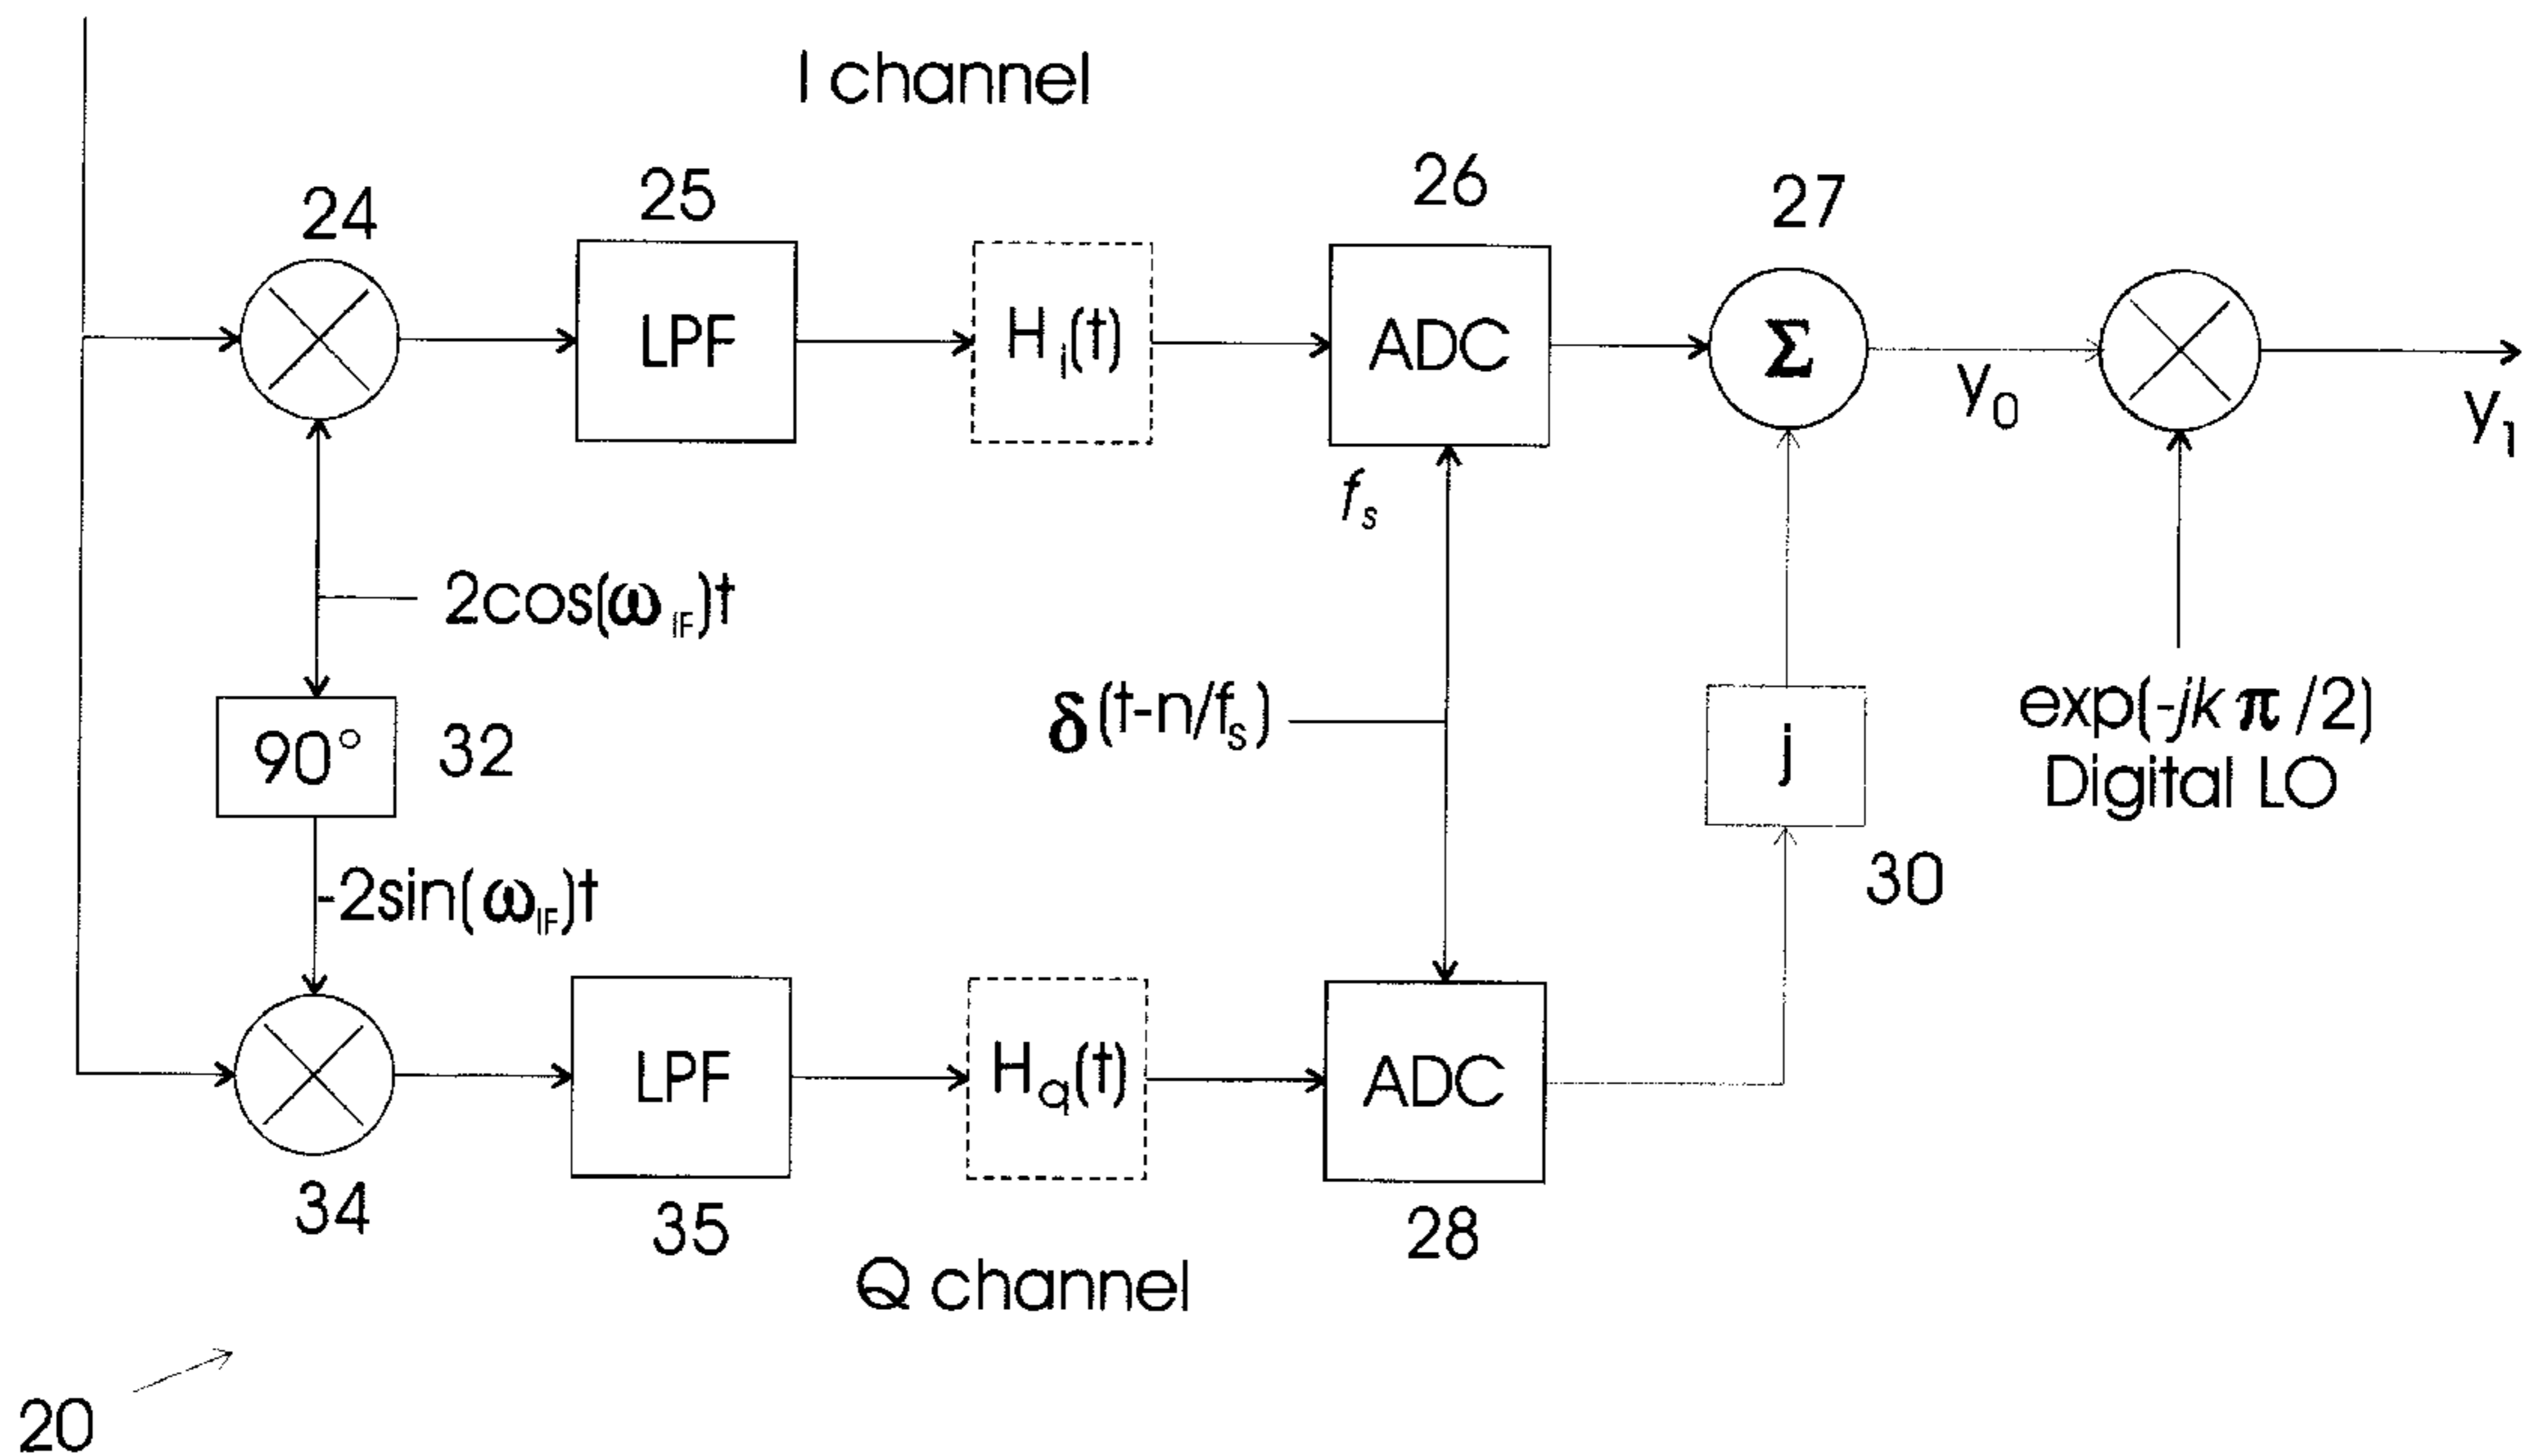 I channel
24
25
26
27
LPF
H_i(t)
ADC
Σ
y_0
y_1
f_s
2cos(ω_IF)t
90°
32
δ(t-n/f_s)
j
exp(-jkπ/2)
Digital LO
30
-2sin(ω_IF)t
LPF
H_q(t)
ADC
34
35
28
Q channel
20